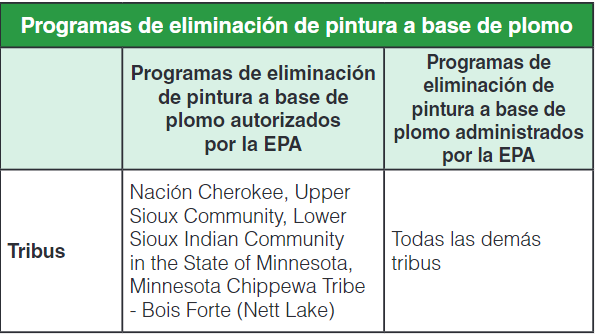 Programas de eliminación de pintura a base de plomo
Programas de eliminación
de pintura a base de
plomo autorizados
por la EPA
Programas de
eliminación de
pintura a base de
plomo administrados
por la EPA
Tribus
Nación Cherokee, Upper
Sioux Community, Lower
Sioux Indian Community
in the State of Minnesota,
Minnesota Chippewa Tribe
- Bois Forte (Nett Lake)
Todas las demás
tribus